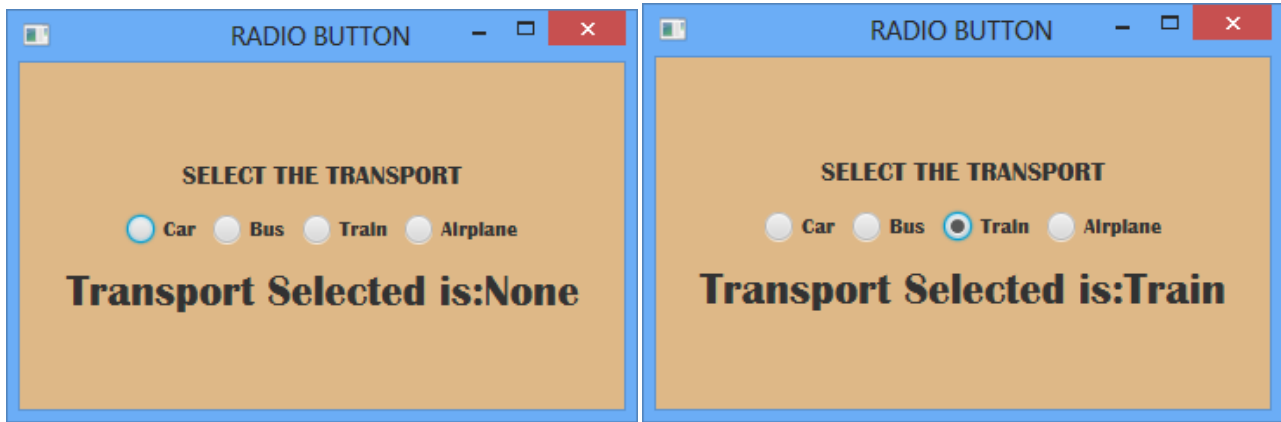 RADIO BUTTON
SELECT THE TRANSPORT
Car Bus Train Airplane
Transport Selected is:None
RADIO BUTTON
SELECT THE TRANSPORT
Car Bus Train Airplane
Transport Selected is:Train